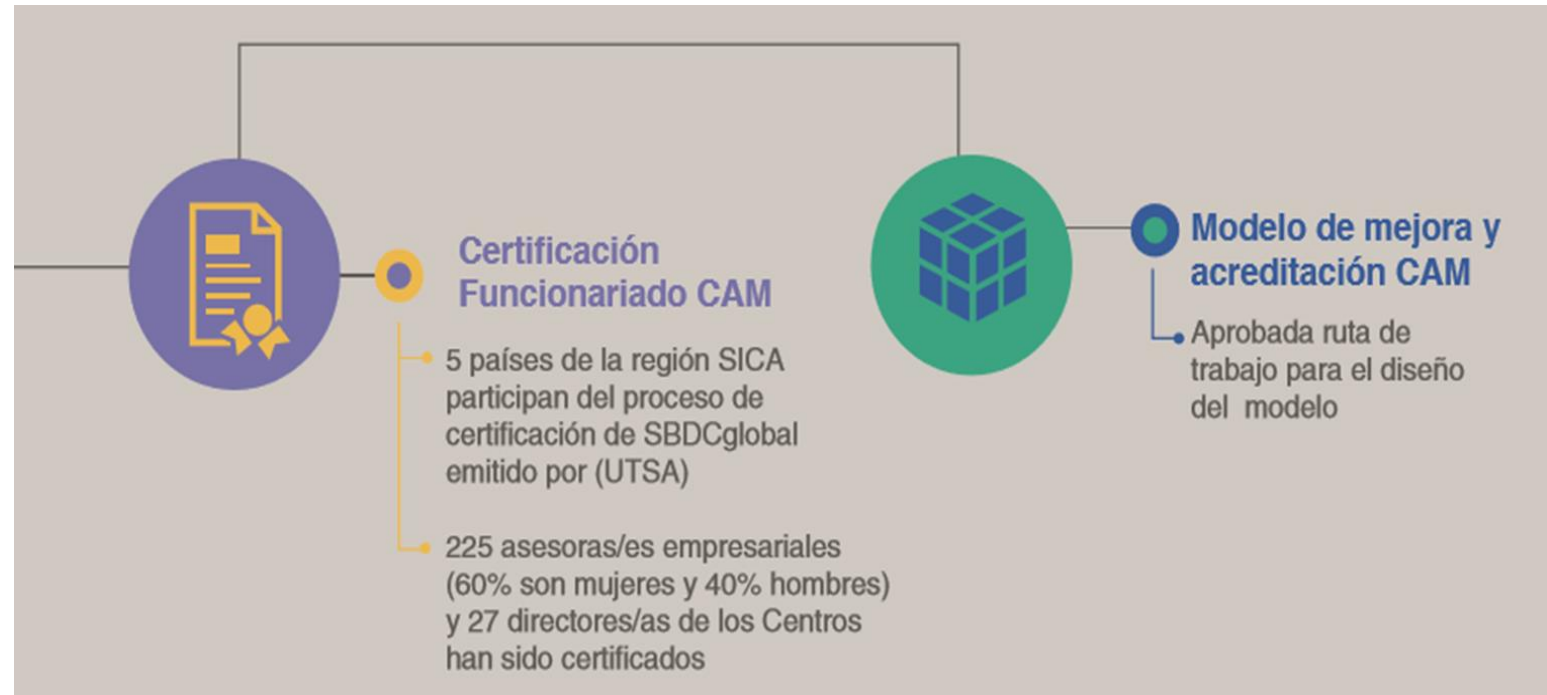 Certificación
Funcionariado CAM
5 países de la región SICA
participan del proceso de
certificación de SBDCglobal
emitido por (UTSA)
225 asesoras/es empresariales
(60% son mujeres y 40% hombres)
y 27 directores/as de los Centros
han sido certificados
Modelo de mejora y
acreditación CAM
Aprobada ruta de
trabajo para el diseño
del modelo